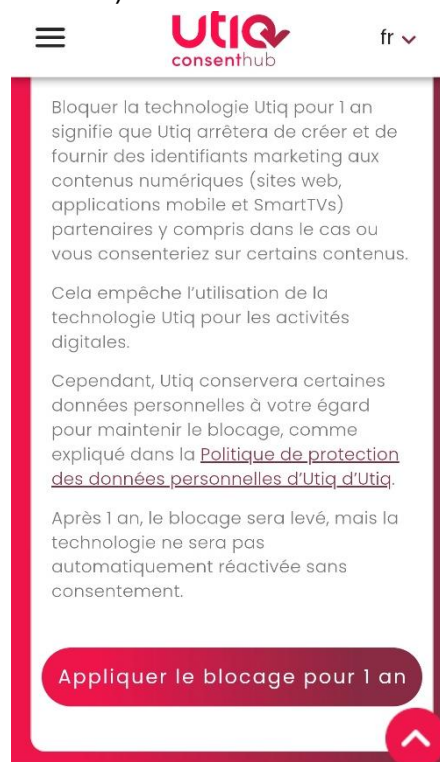 utiq
consenthub
fr
Bloquer la technologie Utiq pour 1 an
signifie que Utiq arrêtera de créer et de
fournir des identifiants marketing aux
contenus numériques (sites web,
applications mobile et SmartTVs)
partenaires y compris dans le cas ou
vous consenteriez sur certains contenus.
Cela empêche l'utilisation de la
technologie Utiq pour les activités
digitales.
Cependant, Utiq conservera certaines
données personnelles à votre égard
pour maintenir le blocage, comme
expliqué dans la Politique de protection
des données personnelles d'Utiq d'Utiq.
Après 1 an, le blocage sera levé, mais la
technologie ne sera pas
automatiquement réactivée sans
consentement.
Appliquer le blocage pour 1 an